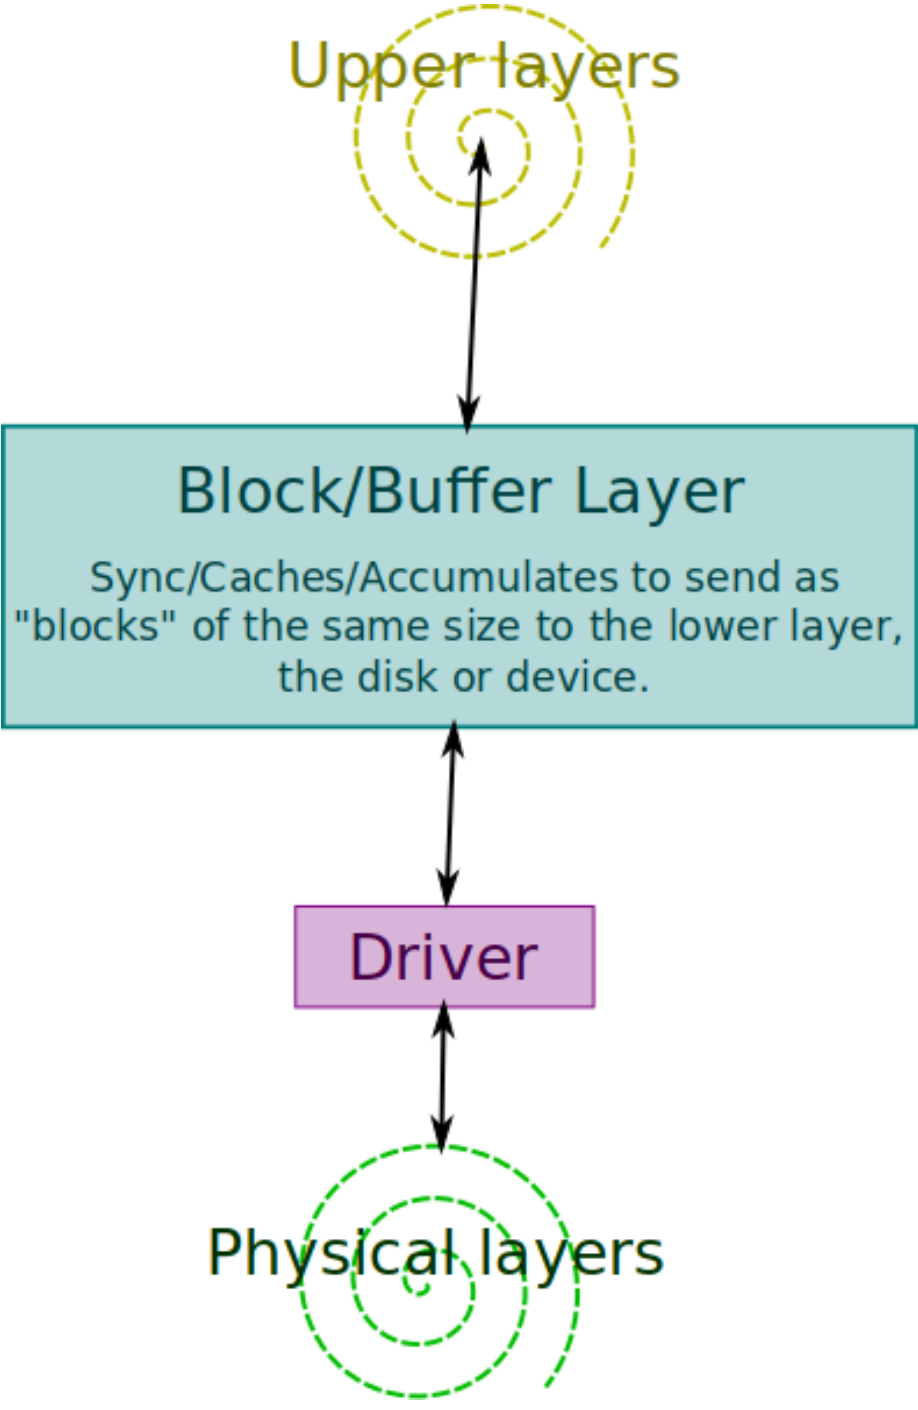 Upper layers
Block/Buffer Layer
Sync/Caches/Accumulates to send as
"blocks" of the same size to the lower layer,
the disk or device.
Driver
Physical layers